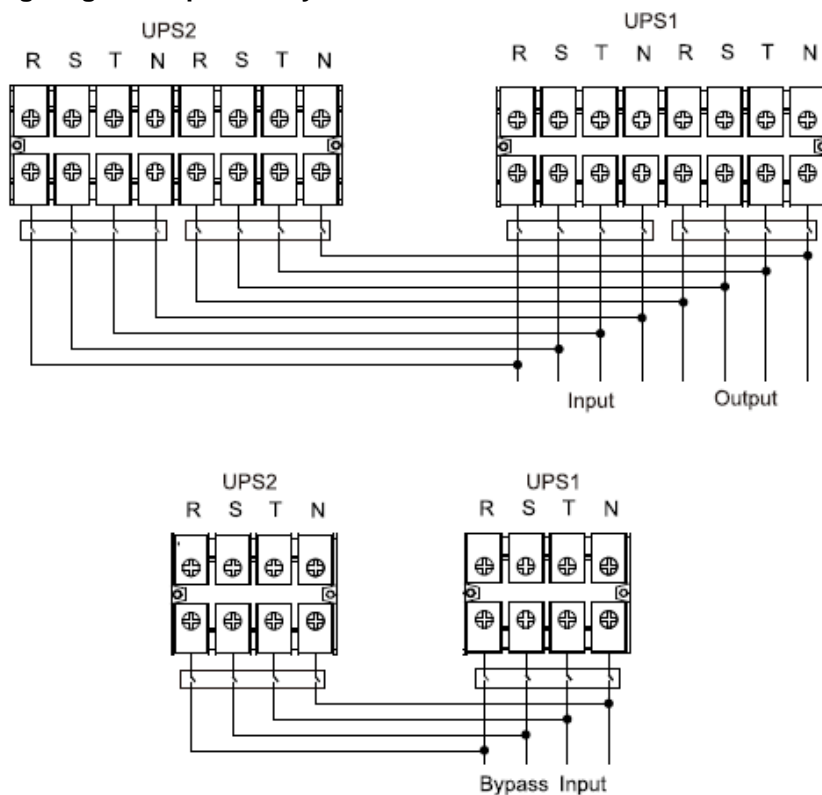 UPS2
UPS1
R S T N R S T N
R S T N R S T N
Input
Output
UPS2
UPS1
R S T N
R S T N
Bypass Input